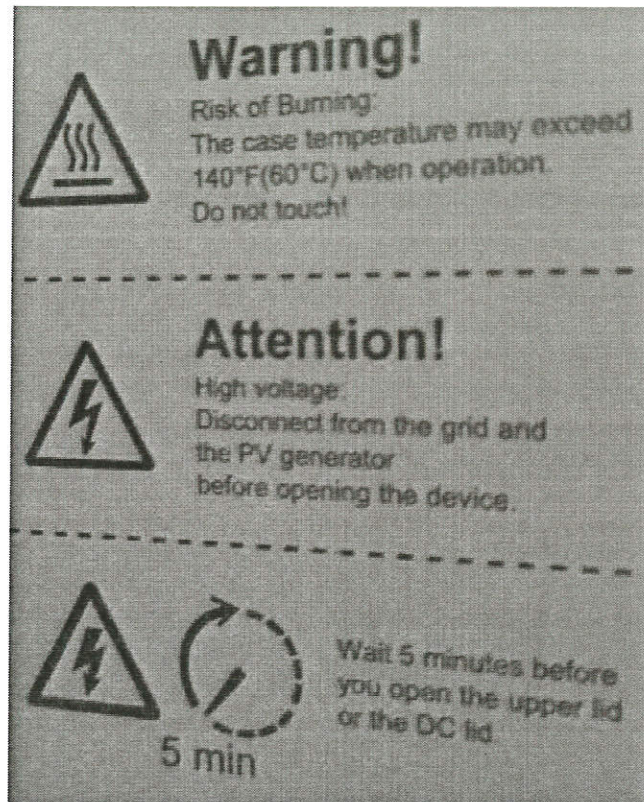 Warning!
Risk of Burning:
The case temperature may exceed
140°F(60°C) when operation.
Do not touch!
Attention!
High voltage:
Disconnect from the grid and
the PV generator
before opening the device.
Wait 5 minutes before
you open the upper lid
or the DC lid
5 min